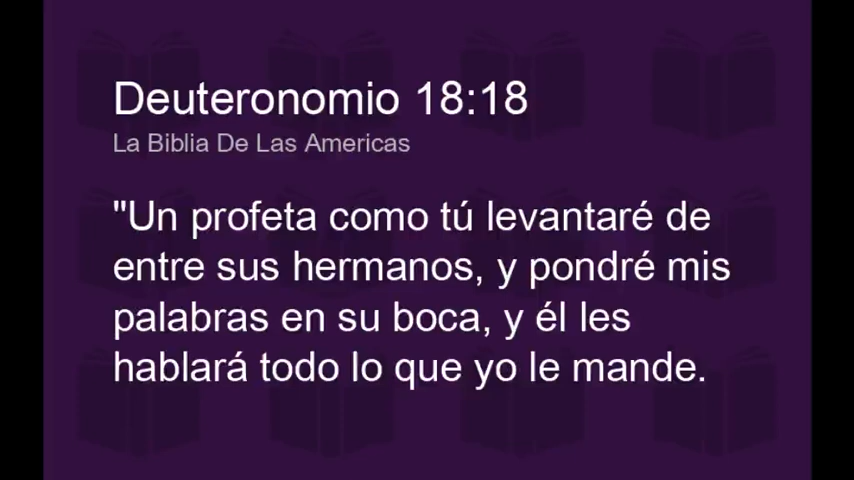 Deuteronomio 18:18
La Biblia De Las Americas
"Un profeta como tú levantaré de
entre sus hermanos, y pondré mis
palabras en su boca, y él les
hablará todo lo que yo le mande.